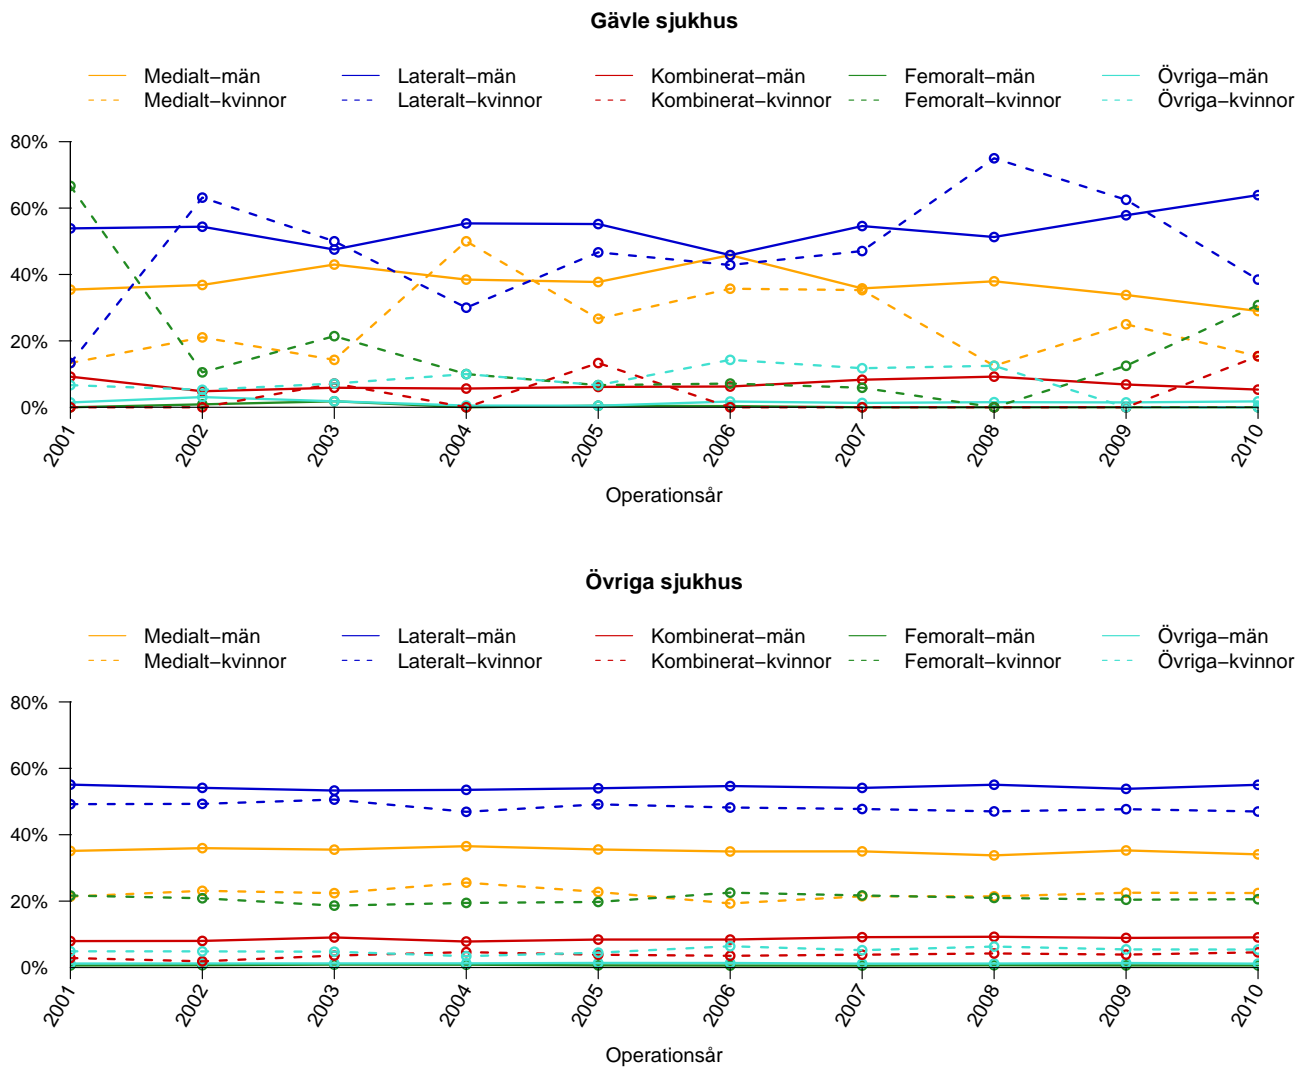 Gävle sjukhus
Medialt−män Lateralt−män Kombinerat−män Femoralt−män Övriga−män
Medialt−kvinnor Lateralt−kvinnor Kombinerat−kvinnor Femoralt−kvinnor Övriga−kvinnor
80%
60%
40%
20%
0%
2001 2002 2003 2004 2005 2006 2007 2008 2009 2010
Operationsår
Övriga sjukhus
Medialt−män Lateralt−män Kombinerat−män Femoralt−män Övriga−män
Medialt−kvinnor Lateralt−kvinnor Kombinerat−kvinnor Femoralt−kvinnor Övriga−kvinnor
80%
60%
40%
20%
0%
2001 2002 2003 2004 2005 2006 2007 2008 2009 2010
Operationsår